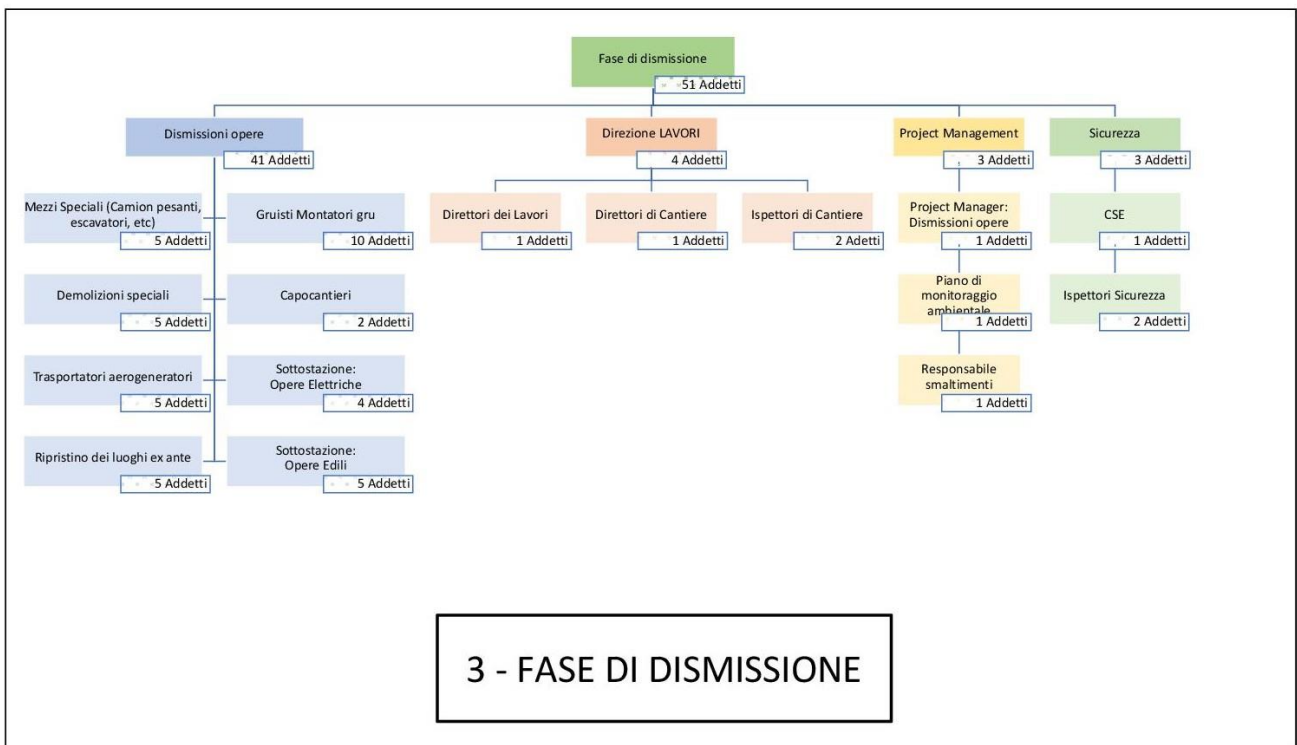 Fase di dismissione
51 Addetti
Dismissioni opere
41 Addetti
Direzione LAVORI
4 Addetti
Project Management
3 Addetti
Sicurezza
3 Addetti
Mezzi Speciali (Camion pesanti,
escavatori, etc)
5 Addetti
Gruisti Montatori gru
10 Addetti
Direttori dei Lavori
1 Addetti
Direttori di Cantiere
1 Addetti
Ispettori di Cantiere
2 Adetti
Project Manager:
Dismissioni opere
1 Addetti
CSE
1 Addetti
Demolizioni speciali
5 Addetti
Capocantieri
2 Addetti
Piano di
monitoraggio
ambientale
1 Addetti
Ispettori Sicurezza
2 Addetti
Trasportatori aerogeneratori
5 Addetti
Sottostazione:
Opere Elettriche
4 Addetti
Responsabile
smaltimenti
1 Addetti
Ripristino dei luoghi ex ante
5 Addetti
Sottostazione:
Opere Edili
5 Addetti
3 - FASE DI DISMISSIONE